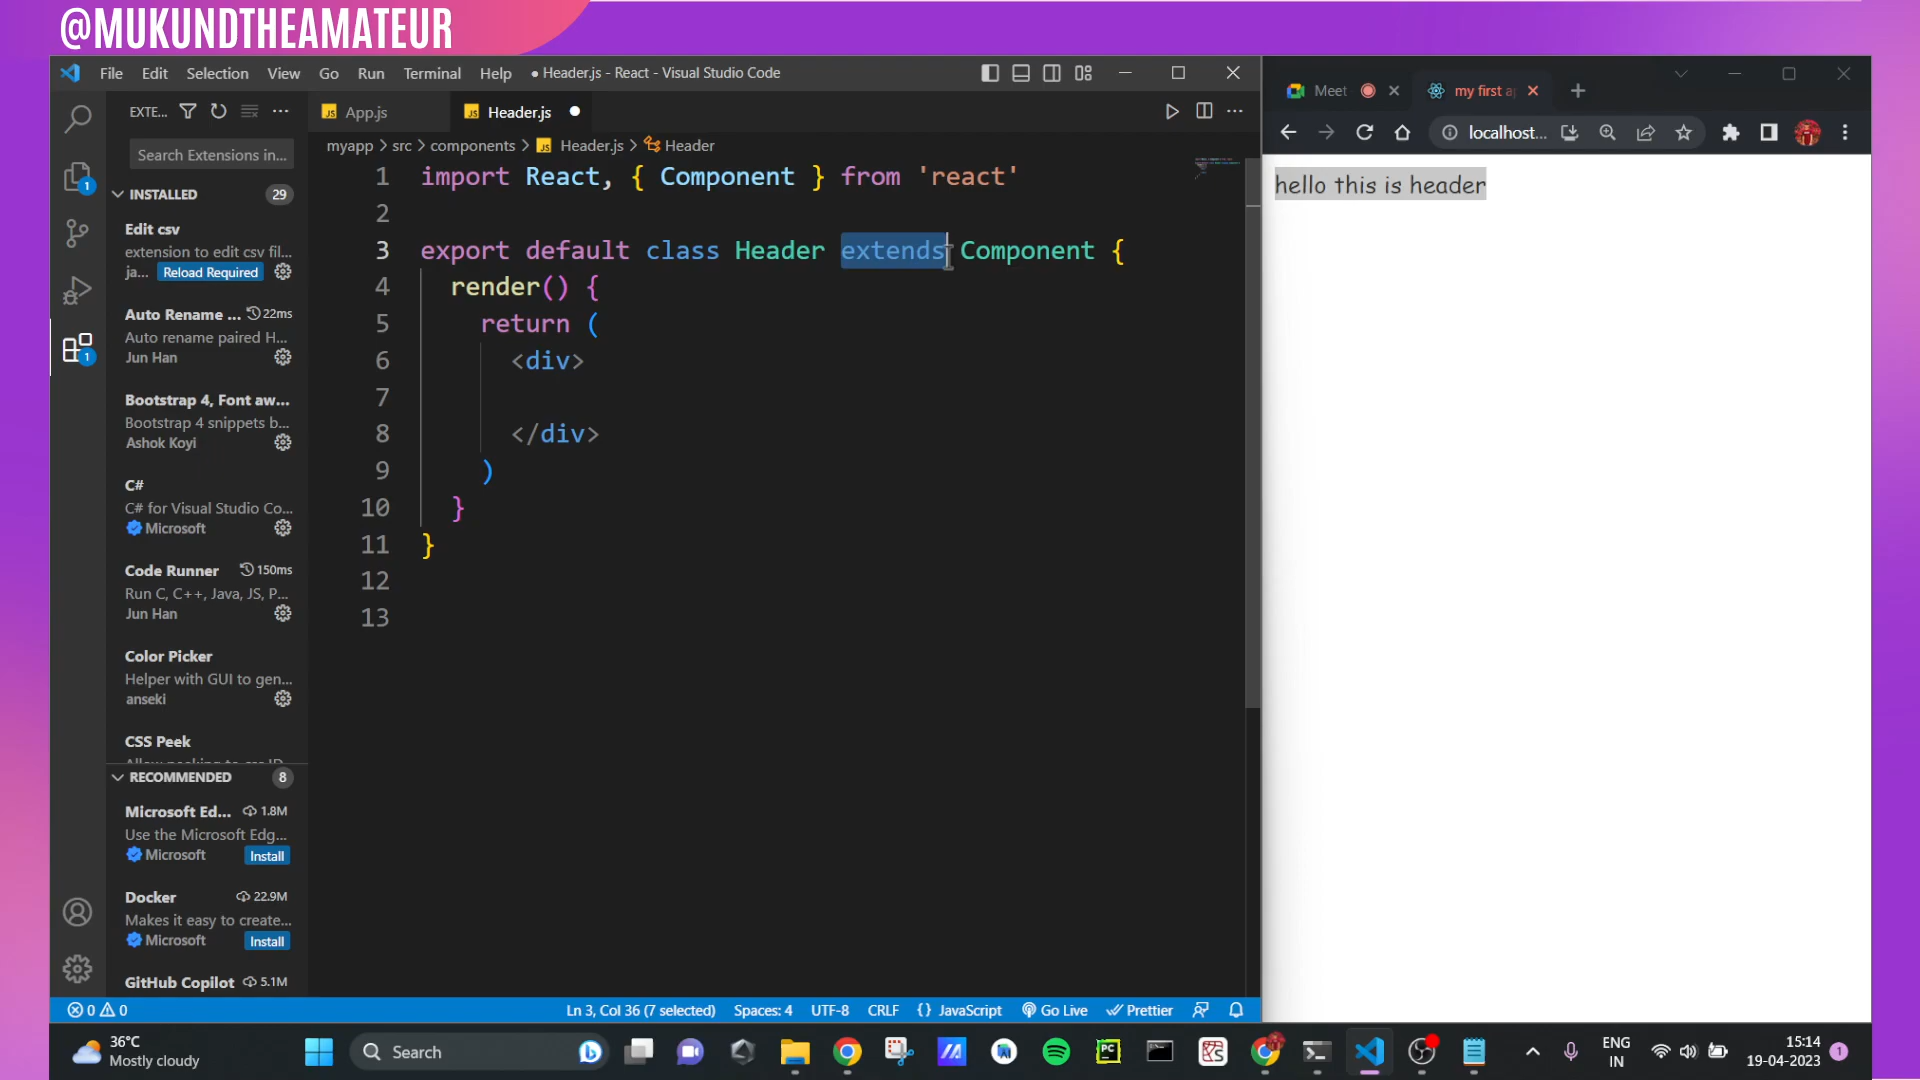 @MUKUNDTHEAMATEUR
File Edit Selection View Go Run Terminal Help
● Header.js - React - Visual Studio Code
Meet
my first a
EXTE...
App.js
Header.js
localhost...
Search Extensions in...
myapp > src > components > Header.js > Header
INSTALLED 29
Edit csv
extension to edit csv fil...
ja... Reload Required
Auto Rename ... 22ms
Auto rename paired H...
Jun Han
Bootstrap 4, Font aw...
Bootstrap 4 snippets b...
Ashok Koyi
C#
C# for Visual Studio Co...
Microsoft
Code Runner 150ms
Run C, C++, Java, JS, P...
Jun Han
Color Picker
Helper with GUI to gen...
anseki
CSS Peek
RECOMMENDED 8
Microsoft Ed... 1.8M
Use the Microsoft Edg...
Microsoft Install
Docker 22.9M
Makes it easy to create...
Microsoft Install
GitHub Copilot 5.1M
1 import React, { Component } from 'react'
2
3 export default class Header extends Component {
4 render() {
5 return (
6 <div>
7
8 </div>
9 )
10 }
11 }
12
13
hello this is header
0 0
Ln 3, Col 36 (7 selected) Spaces: 4 UTF-8 CRLF {} JavaScript Go Live Prettier
36°C
Mostly cloudy
Search
PC
ENG
IN
15:14
19-04-2023
1